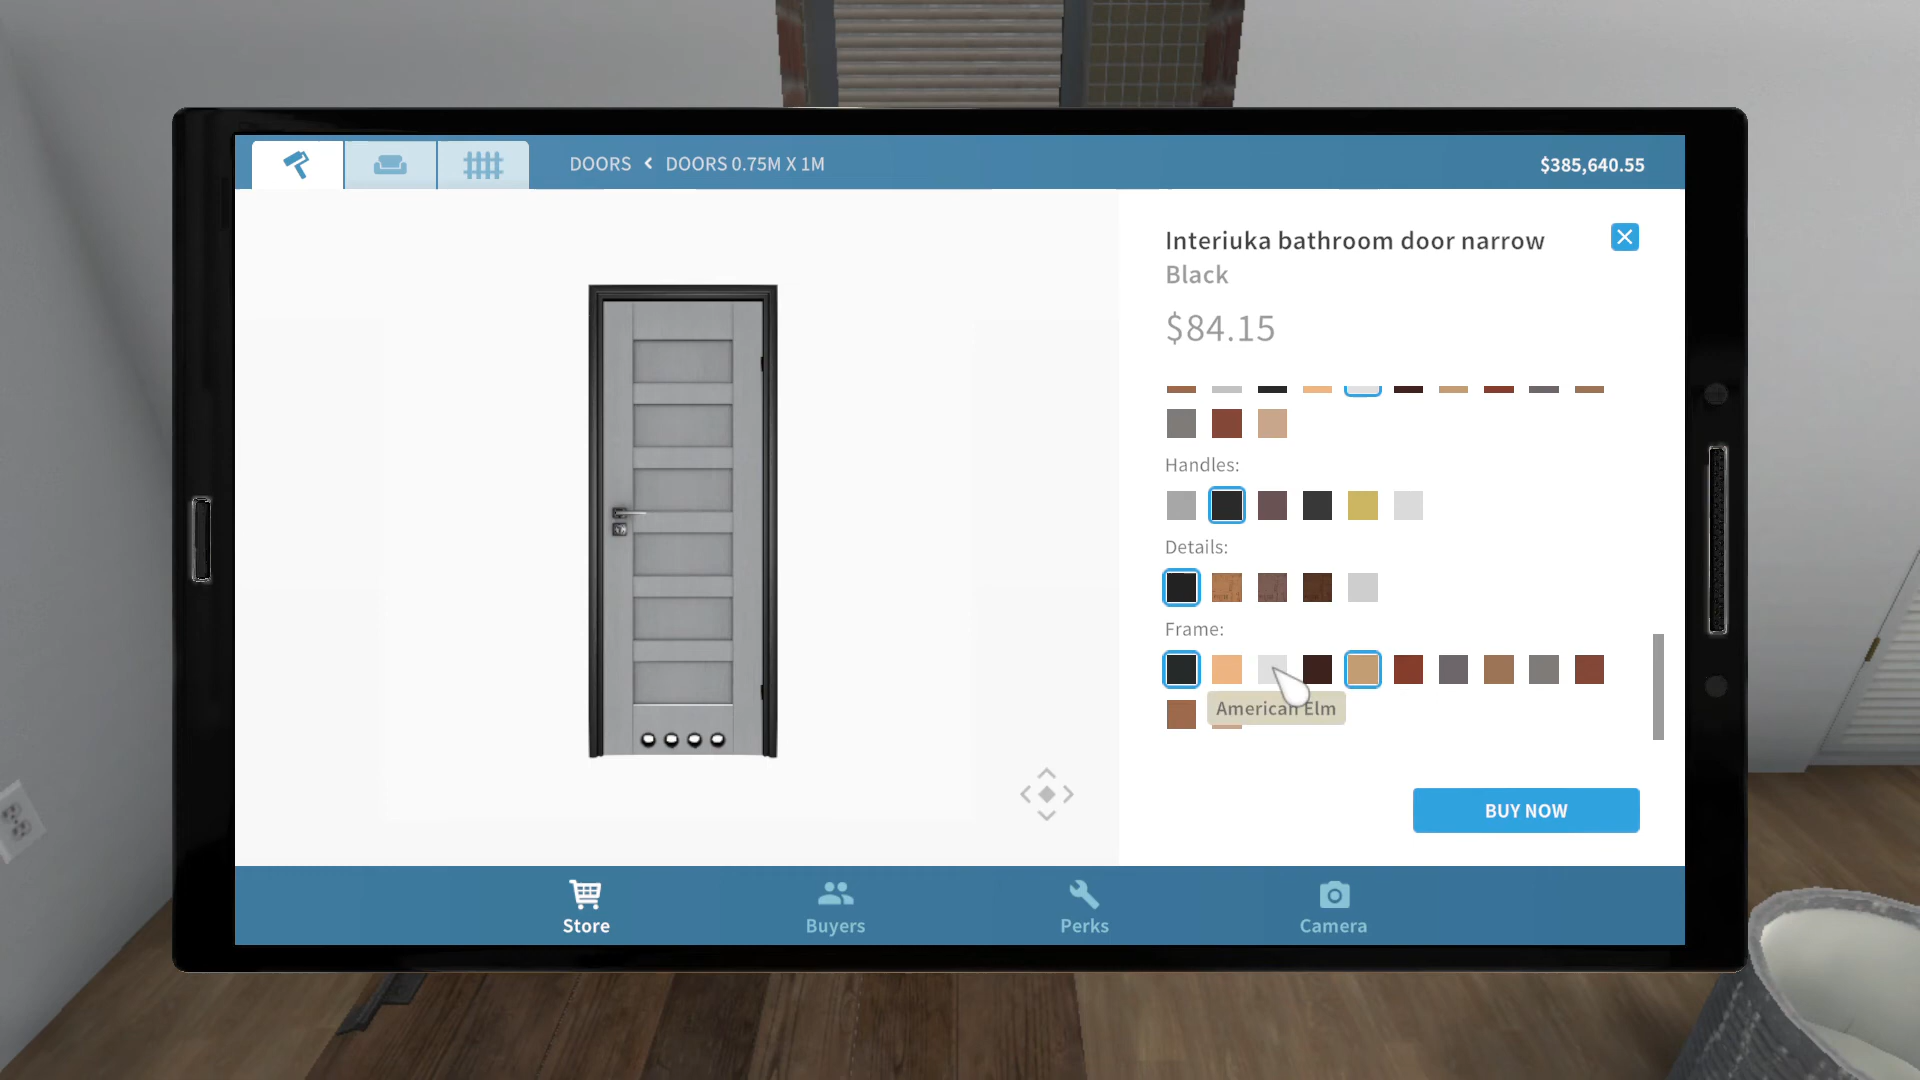 DOORS < DOORS 0.75M X 1M
$385,640.55
Interiuka bathroom door narrow
Black
$84.15
Handles:
Details:
Frame:
American Elm
BUY NOW
Store
Buyers
Perks
Camera